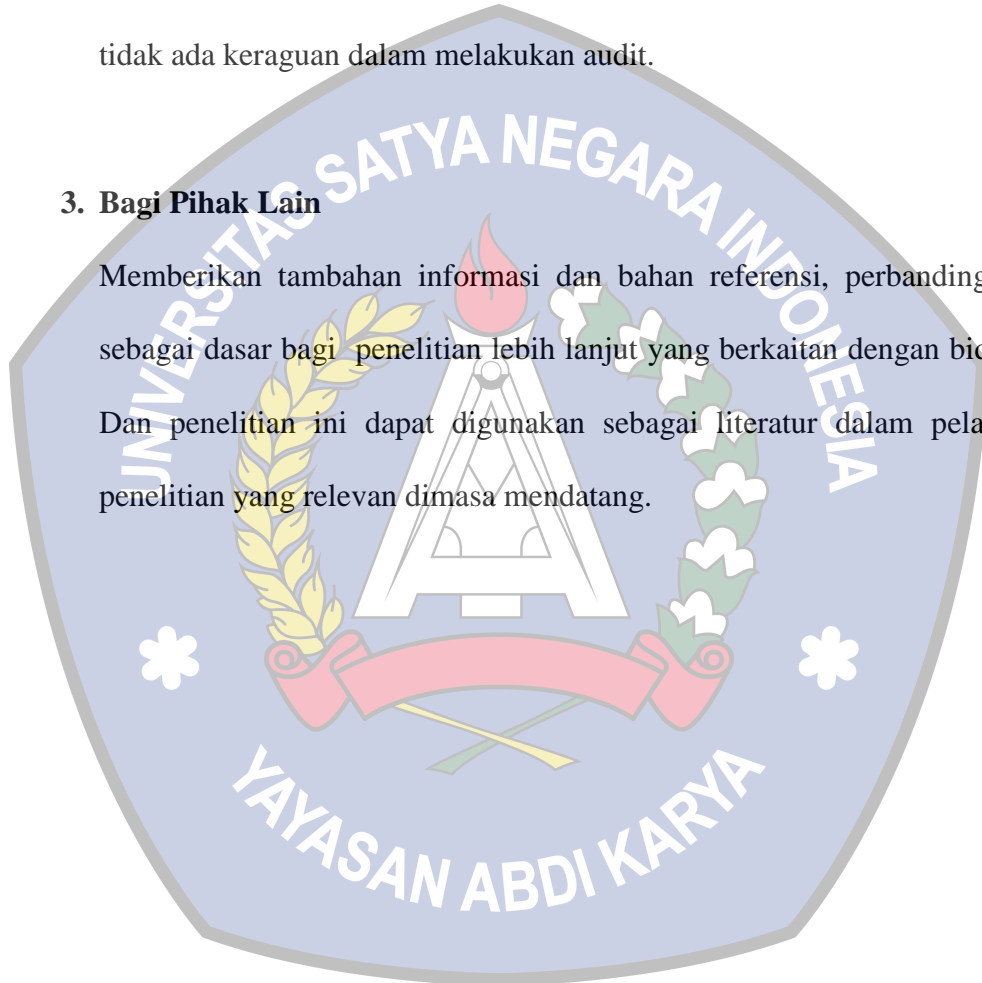 tidak ada keraguan dalam melakukan audit.
3. Bagi Pihak Lain
Memberikan tambahan informasi dan bahan referensi, perbanding
sebagai dasar bagi penelitian lebih lanjut yang berkaitan dengan
Dan penelitian ini dapat digunakan sebagai literatur dalam pela
penelitian yang relevan dimasa mendatang.
UNIVERSITAS SATYA NEGARA INDONESIA
YAYASAN ABDI KARYA